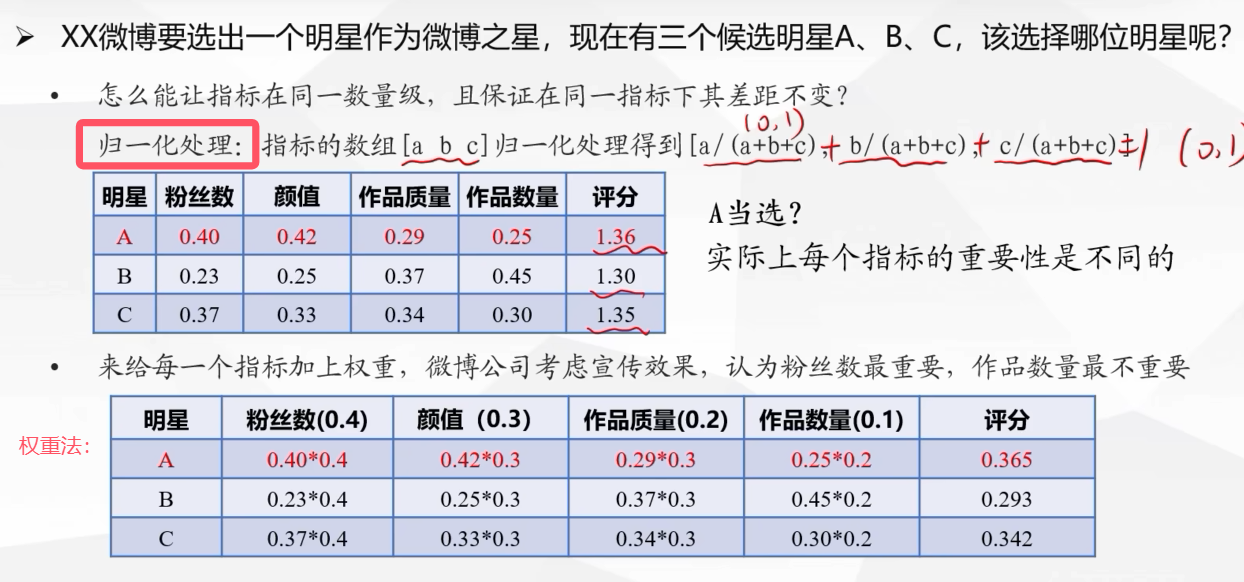 ➢ XX微博要选出一个明星作为微博之星，现在有三个候选明星A、B、C，该选择哪位明星呢？
• 怎么能让指标在同一数量级，且保证在同一指标下其差距不变？
(0,1)
归一化处理：指标的数组[a b c]归一化处理得到[a/(a+b+c)，+ b/(a+b+c)，+ c/(a+b+c)]=1 (0,1)
明星 粉丝数 颜值 作品质量 作品数量 评分
A 0.40 0.42 0.29 0.25 1.36
B 0.23 0.25 0.37 0.45 1.30
C 0.37 0.33 0.34 0.30 1.35
A当选？
实际上每个指标的重要性是不同的
• 来给每一个指标加上权重，微博公司考虑宣传效果，认为粉丝数最重要，作品数量最不重要
权重法：
明星 粉丝数(0.4) 颜值（0.3） 作品质量(0.2) 作品数量(0.1) 评分
A 0.40*0.4 0.42*0.3 0.29*0.3 0.25*0.2 0.365
B 0.23*0.4 0.25*0.3 0.37*0.3 0.45*0.2 0.293
C 0.37*0.4 0.33*0.3 0.34*0.3 0.30*0.2 0.342